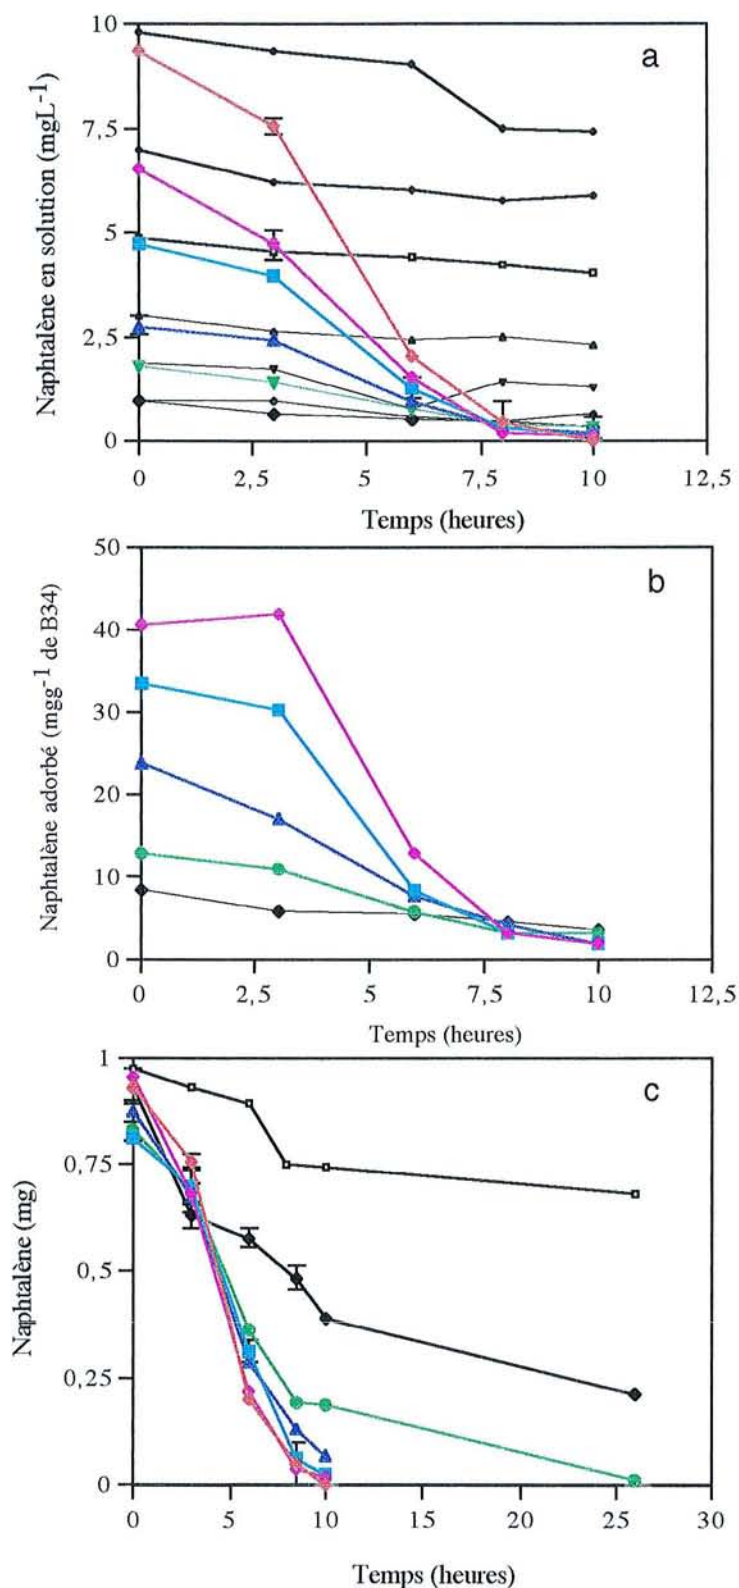 a
Naphtalène en solution (mgL-1)
10
7,5
5
2,5
0
0 2,5 5 7,5 10 12,5
Temps (heures)
b
Naphtalène adorbé (mgg-1 de B34)
50
40
30
20
10
0
0 2,5 5 7,5 10 12,5
Temps (heures)
c
Naphtalène (mg)
1
0,75
0,5
0,25
0
0 5 10 15 20 25 30
Temps (heures)